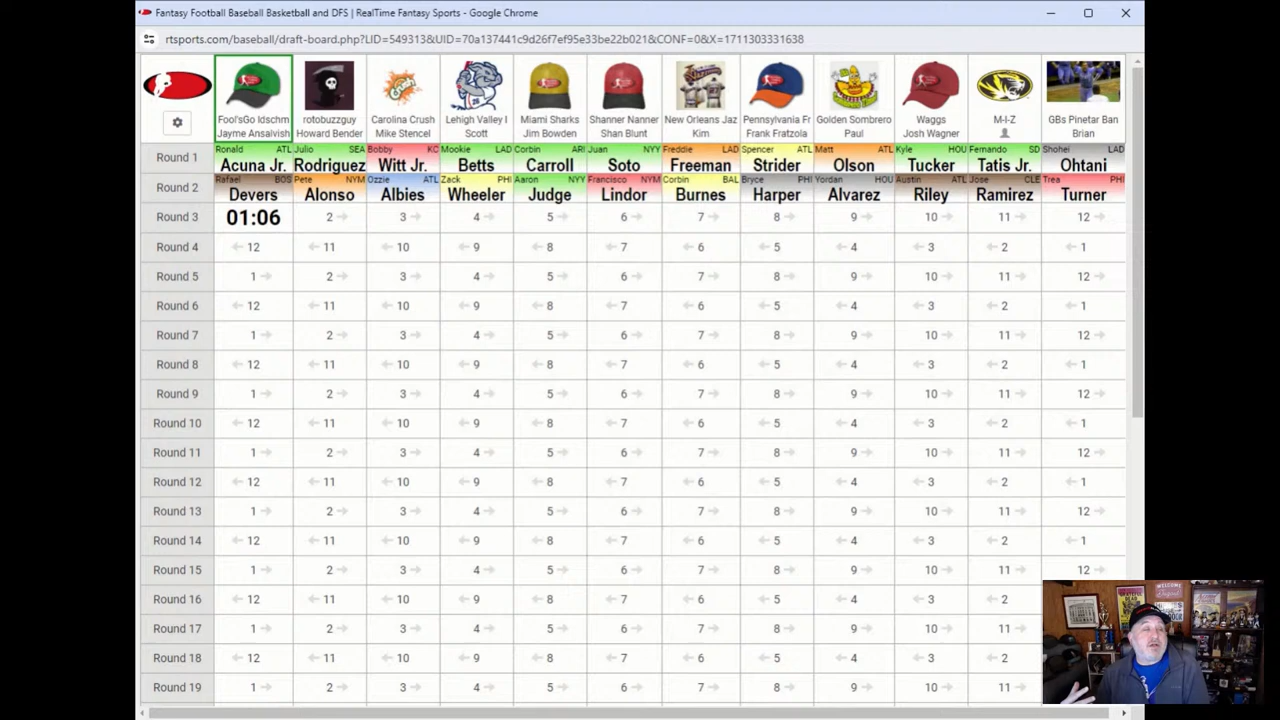 Fantasy Football Baseball Basketball and DFS | RealTime Fantasy Sports - Google Chrome
rtsports.com/baseball/draft-board.php?LID=549313&UID=70a137441c9d26f7ef95e33be22b021&CONF=0&X=1711303331638
Fool'sGo Idschm rotobuzzguy Carolina Crush Lehigh Valley I Miami Sharks Shanner Nanner New Orleans Jaz Pennsylvania Fr Golden Sombrero Waggs M-I-Z GBs Pinetar Ban
Jayme Ansalvish Howard Bender Mike Stencel Scott Jim Bowden Shan Blunt Kim Frank Fratzola Paul Josh Wagner Brian
Ronald ATL Julio SEA Bobby KC Mookie LAD Corbin ARI Juan NYY Freddie LAD Spencer ATL Matt ATL Kyle HOU Fernando SD Shohei LAD
Round 1 Acuna Jr. Rodriguez Witt Jr. Betts Carroll Soto Freeman Strider Olson Tucker Tatis Jr. Ohtani
Rafael BOS Pete NYM Ozzie ATL Zack PHI Aaron NYY Francisco NYM Corbin BAL Bryce PHI Yordan HOU Austin ATL Jose CLE Trea PHI
Round 2 Devers Alonso Albies Wheeler Judge Lindor Burnes Harper Alvarez Riley Ramirez Turner
Round 3 01:06 2 3 4 5 6 7 8 9 10 11 12
Round 4 12 11 10 9 8 7 6 5 4 3 2 1
Round 5 1 2 3 4 5 6 7 8 9 10 11 12
Round 6 12 11 10 9 8 7 6 5 4 3 2 1
Round 7 1 2 3 4 5 6 7 8 9 10 11 12
Round 8 12 11 10 9 8 7 6 5 4 3 2 1
Round 9 1 2 3 4 5 6 7 8 9 10 11 12
Round 10 12 11 10 9 8 7 6 5 4 3 2 1
Round 11 1 2 3 4 5 6 7 8 9 10 11 12
Round 12 12 11 10 9 8 7 6 5 4 3 2 1
Round 13 1 2 3 4 5 6 7 8 9 10 11 12
Round 14 12 11 10 9 8 7 6 5 4 3 2 1
Round 15 1 2 3 4 5 6 7 8 9 10 11 12
Round 16 12 11 10 9 8 7 6 5 4 3 2
Round 17 1 2 3 4 5 6 7 8 9 10 11
Round 18 12 11 10 9 8 7 6 5 4 3 2
Round 19 1 2 3 4 5 6 7 8 9 10 11